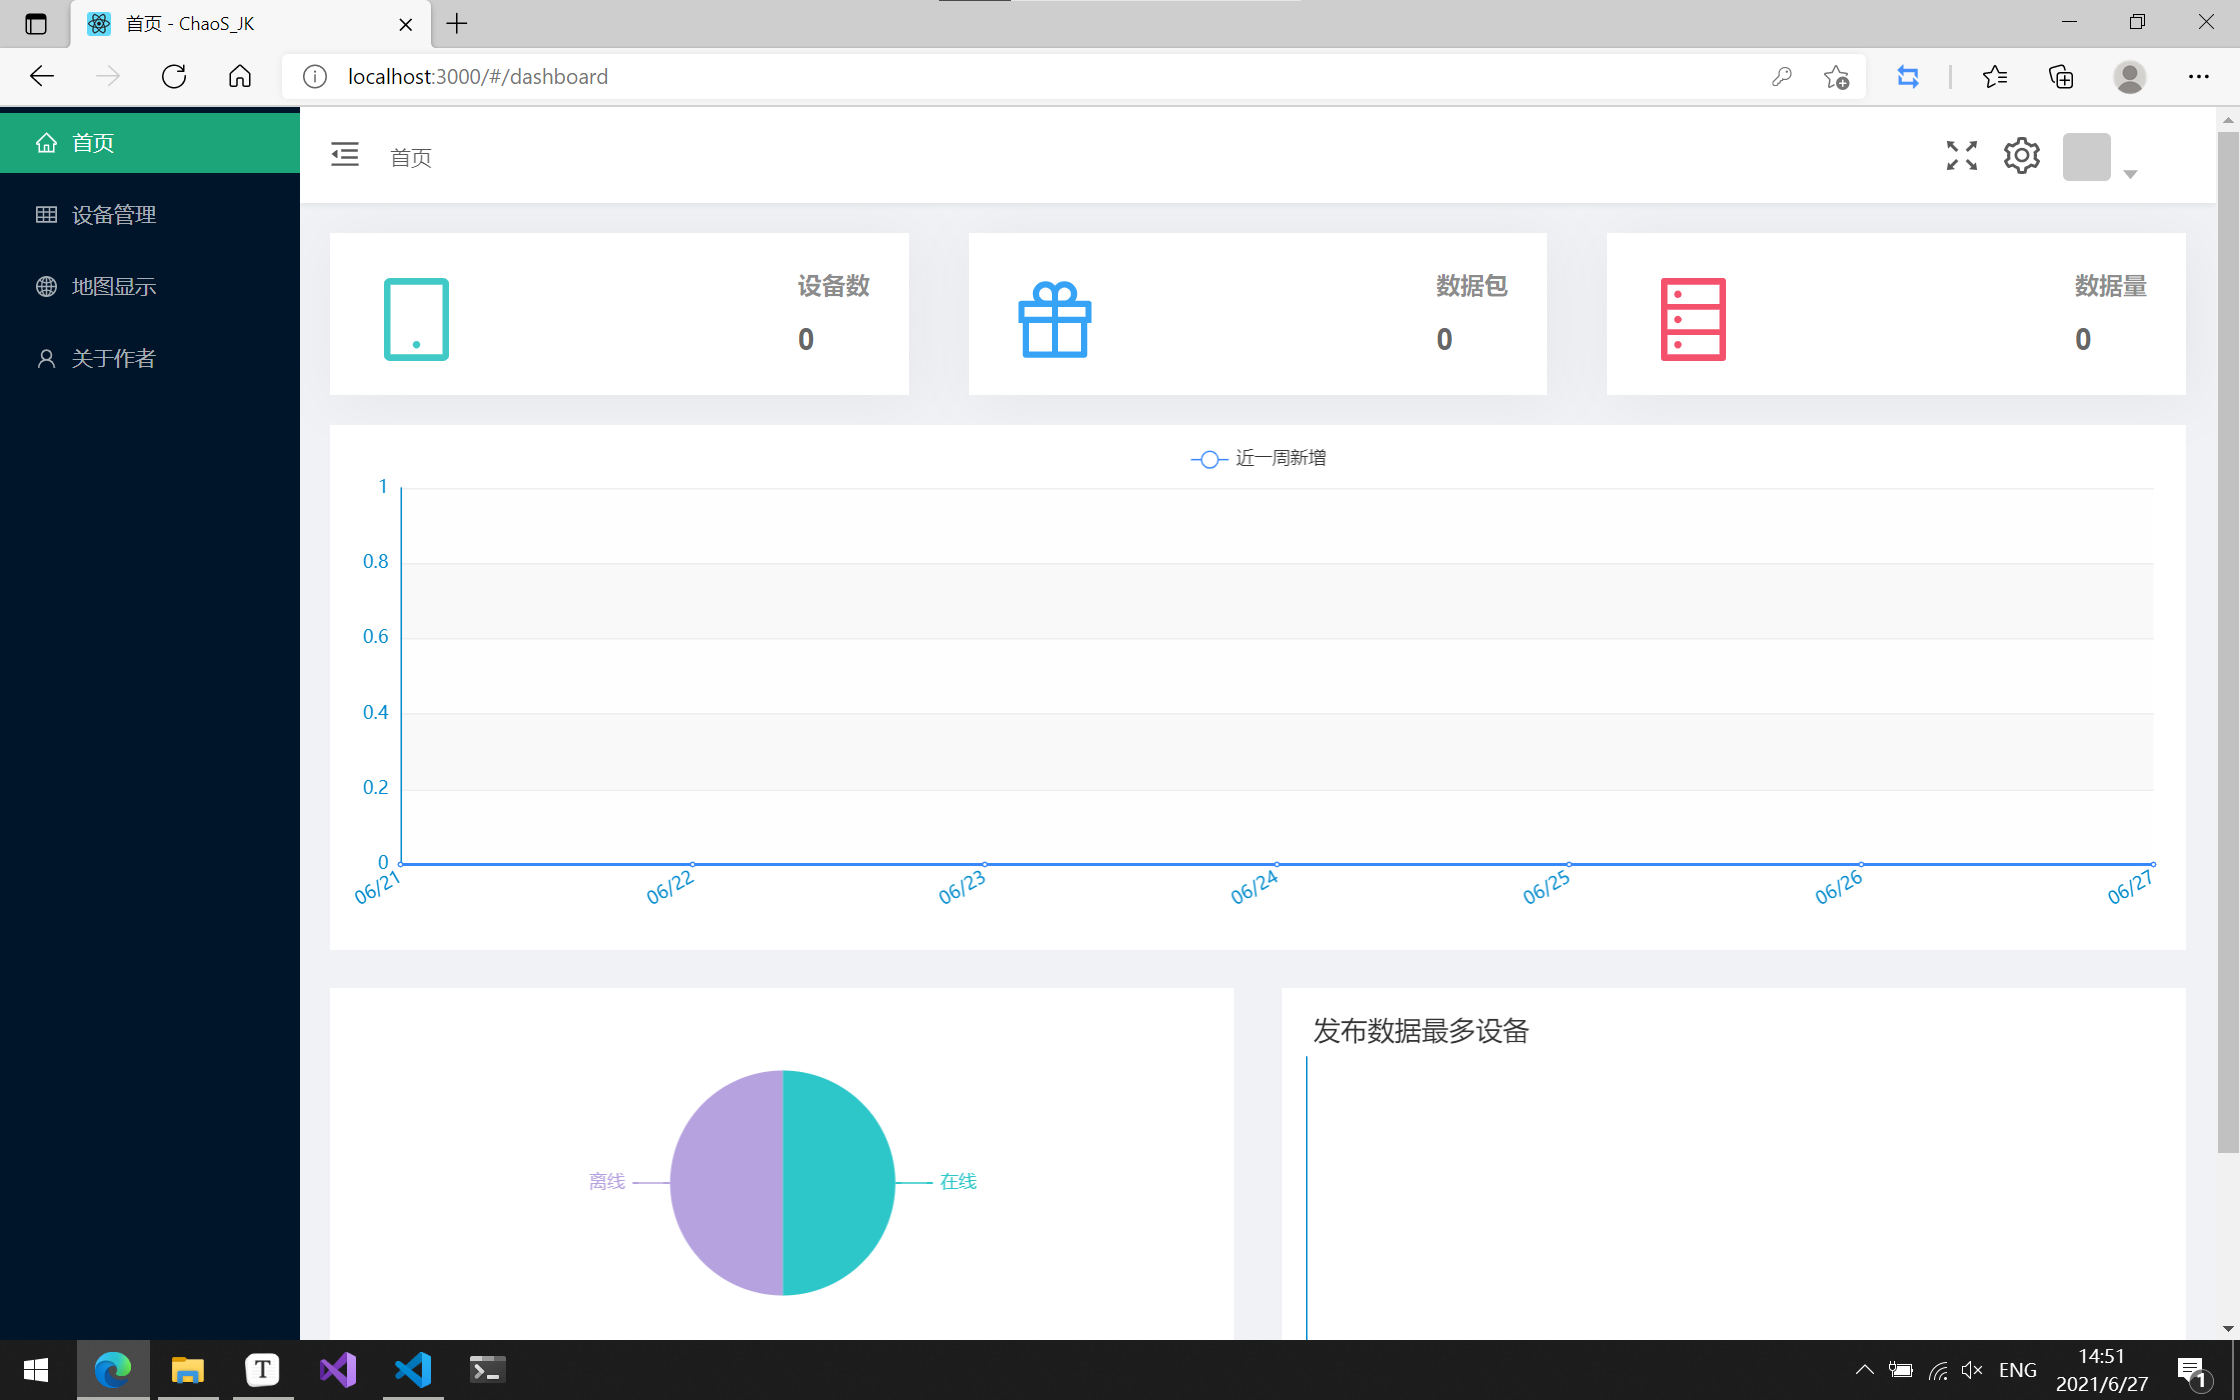 首页 - ChaoS_JK
localhost:3000/#/dashboard
首页
设备管理
地图显示
关于作者
首页
设备数
0
数据包
0
数据量
0
近一周新增
1
0.8
0.6
0.4
0.2
0
06/21
06/22
06/23
06/24
06/25
06/26
06/27
离线
在线
发布数据最多设备
T
ENG
14:51
2021/6/27
1